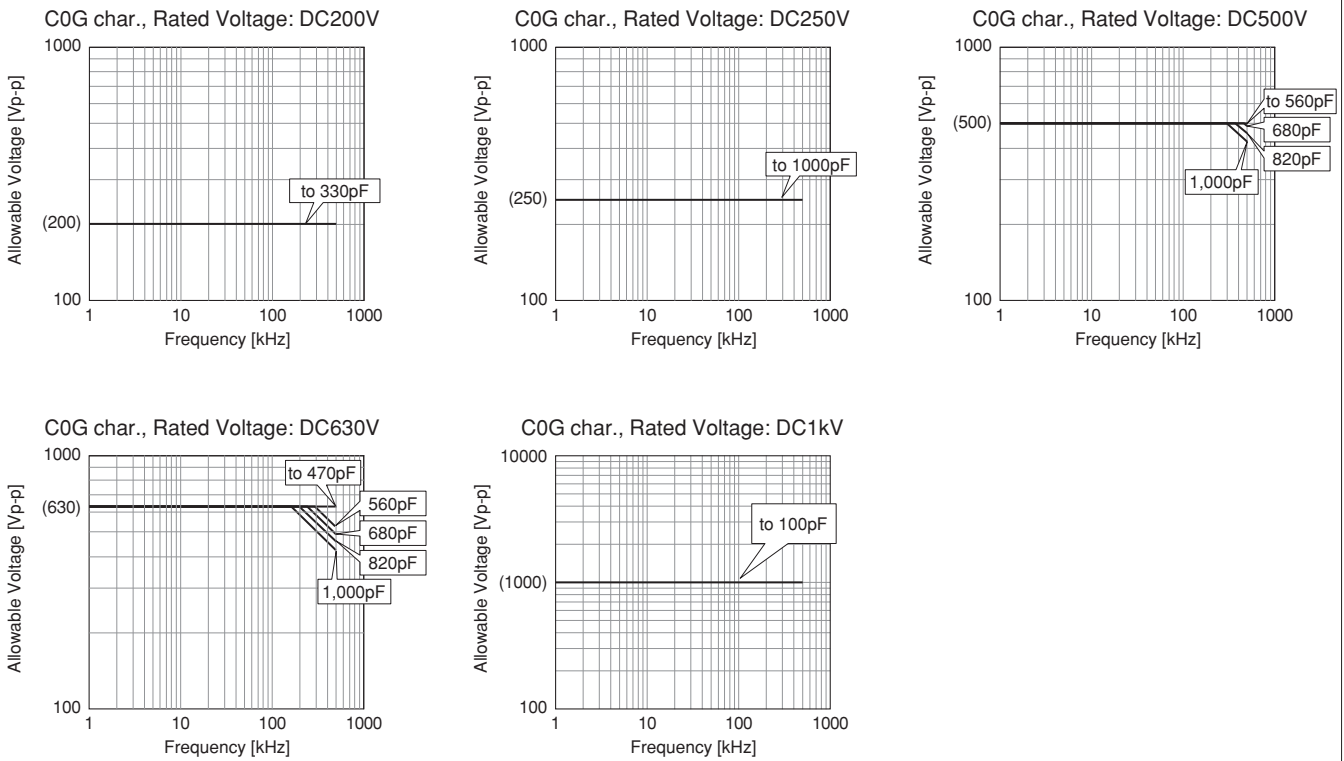 C0G char., Rated Voltage: DC200V
Allowable Voltage [Vp-p]
1000
(200)
100
to 330pF
1 10 100 1000
Frequency [kHz]
C0G char., Rated Voltage: DC250V
Allowable Voltage [Vp-p]
1000
(250)
100
to 1000pF
1 10 100 1000
Frequency [kHz]
C0G char., Rated Voltage: DC500V
Allowable Voltage [Vp-p]
1000
(500)
100
to 560pF
680pF
820pF
1,000pF
1 10 100 1000
Frequency [kHz]
C0G char., Rated Voltage: DC630V
Allowable Voltage [Vp-p]
1000
(630)
100
to 470pF
560pF
680pF
820pF
1,000pF
1 10 100 1000
Frequency [kHz]
C0G char., Rated Voltage: DC1kV
Allowable Voltage [Vp-p]
10000
(1000)
100
to 100pF
1 10 100 1000
Frequency [kHz]